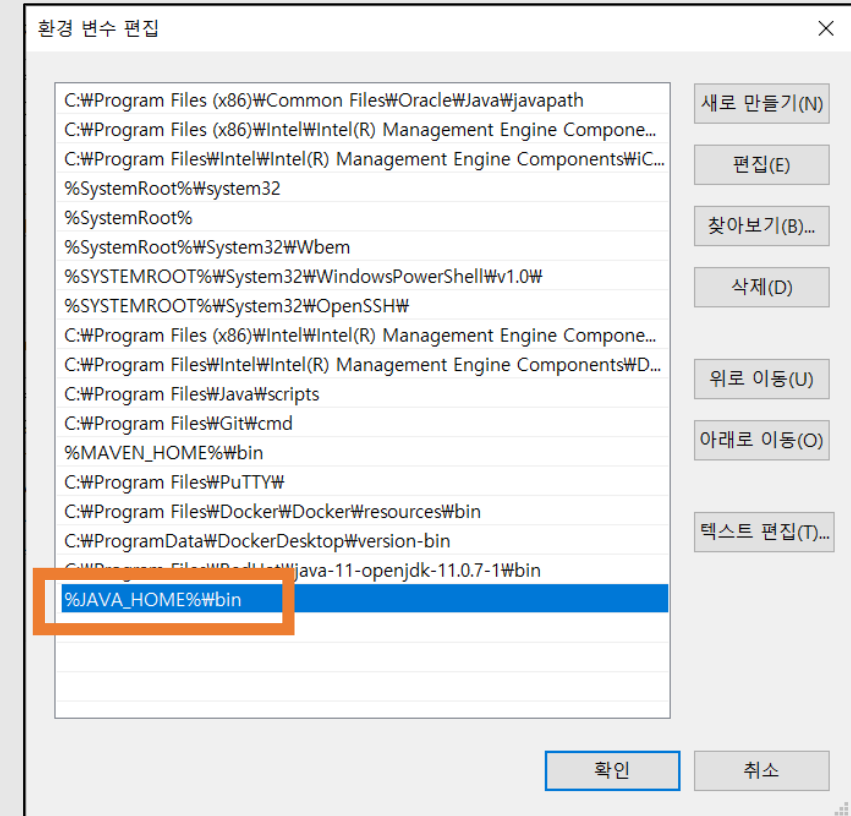 환경 변수 편집
C:₩Program Files (x86)₩Common Files₩Oracle₩Java₩javapath
C:₩Program Files (x86)₩Intel₩Intel(R) Management Engine Compone...
C:₩Program Files₩Intel₩Intel(R) Management Engine Components₩iC...
%SystemRoot%₩system32
%SystemRoot%
%SystemRoot%₩System32₩Wbem
%SYSTEMROOT%₩System32₩WindowsPowerShell₩v1.0₩
%SYSTEMROOT%₩System32₩OpenSSH₩
C:₩Program Files (x86)₩Intel₩Intel(R) Management Engine Compone...
C:₩Program Files₩Intel₩Intel(R) Management Engine Components₩D...
C:₩Program Files₩Java₩scripts
C:₩Program Files₩Git₩cmd
%MAVEN_HOME%₩bin
C:₩Program Files₩PuTTY₩
C:₩Program Files₩Docker₩Docker₩resources₩bin
C:₩ProgramData₩DockerDesktop₩version-bin
C:₩Program Files₩RedHat₩java-11-openjdk-11.0.7-1₩bin
%JAVA_HOME%₩bin
새로 만들기(N)
편집(E)
찾아보기(B)...
삭제(D)
위로 이동(U)
아래로 이동(O)
텍스트 편집(T)...
확인
취소